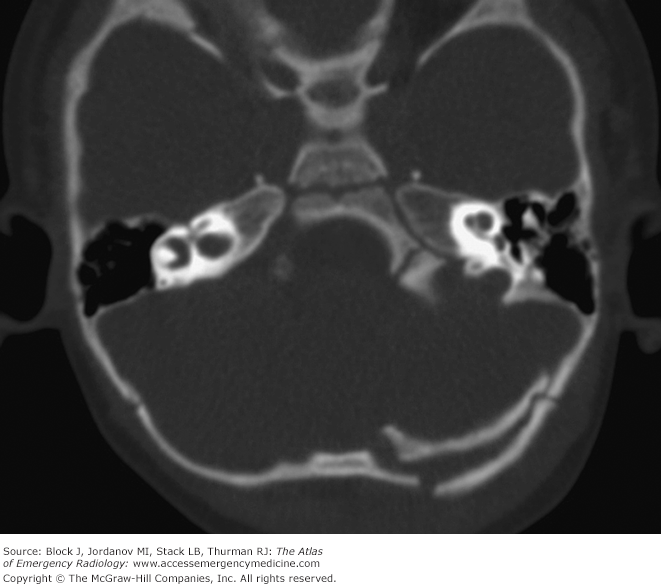 Source: Block J, Jordanov MI, Stack LB, Thurman RJ: The Atlas
of Emergency Radiology: www.accessemergencymedicine.com
Copyright © The McGraw-Hill Companies, Inc. All rights reserved.